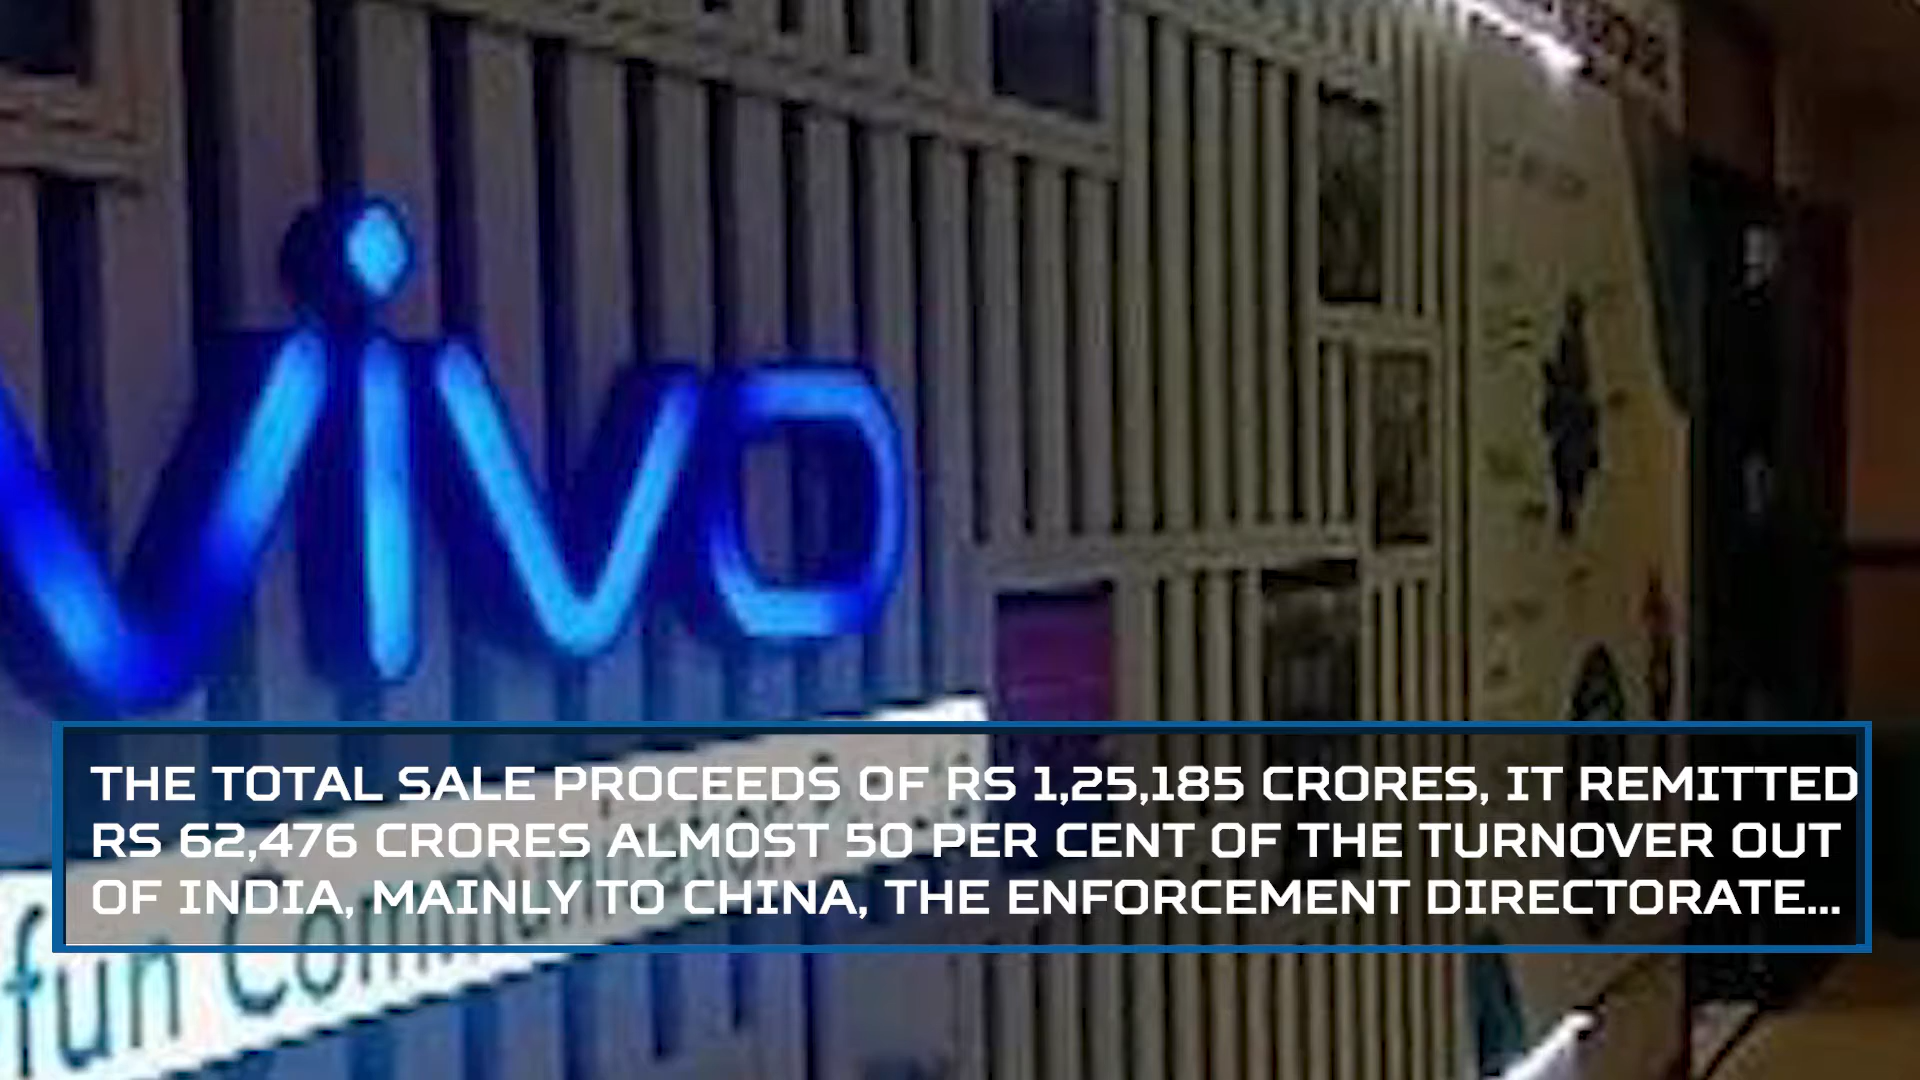 vivo
THE TOTAL SALE PROCEEDS OF RS 1,25,185 CRORES, IT REMITTED
RS 62,476 CRORES ALMOST 50 PER CENT OF THE TURNOVER OUT
OF INDIA, MAINLY TO CHINA, THE ENFORCEMENT DIRECTORATE...
fun